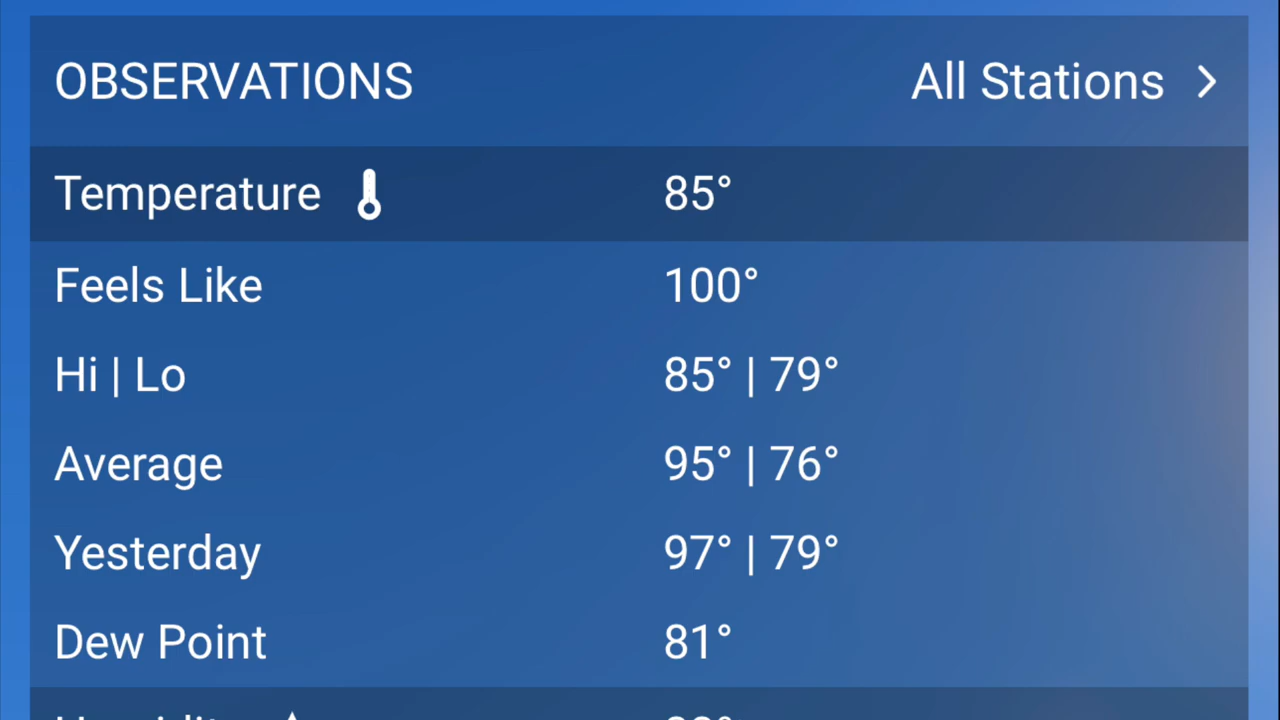 OBSERVATIONS All Stations
Temperature 85°
Feels Like 100°
Hi | Lo 85° | 79°
Average 95° | 76°
Yesterday 97° | 79°
Dew Point 81°